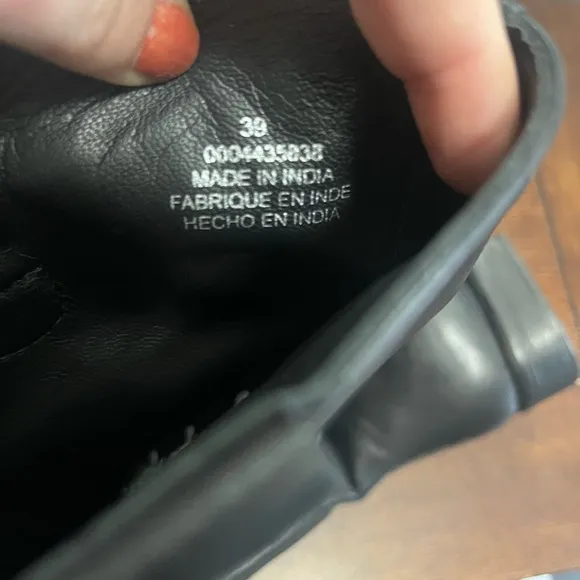 39
0004435838
MADE IN INDIA
FABRIQUE EN INDE
HECHO EN INDIA